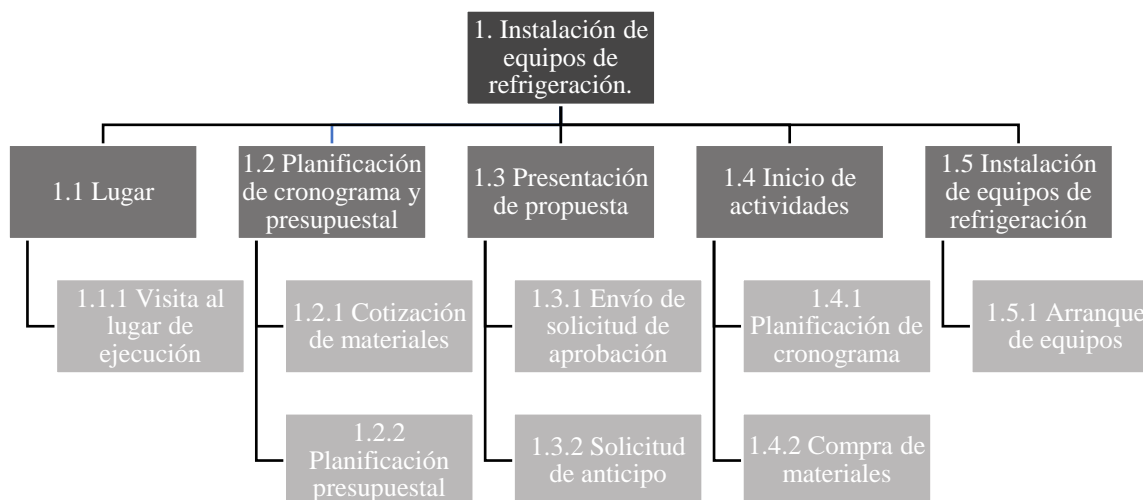 1. Instalación de
equipos de
refrigeración.
1.1 Lugar
1.2 Planificación
de cronograma y
presupuestal
1.3 Presentación
de propuesta
1.4 Inicio de
actividades
1.5 Instalación
de equipos de
refrigeración
1.1.1 Visita al
lugar de
ejecución
1.2.1 Cotización
de materiales
1.3.1 Envío de
solicitud de
aprobación
1.4.1
Planificación de
cronograma
1.5.1 Arranque
de equipos
1.2.2
Planificación
presupuestal
1.3.2 Solicitud
de anticipo
1.4.2 Compra de
materiales